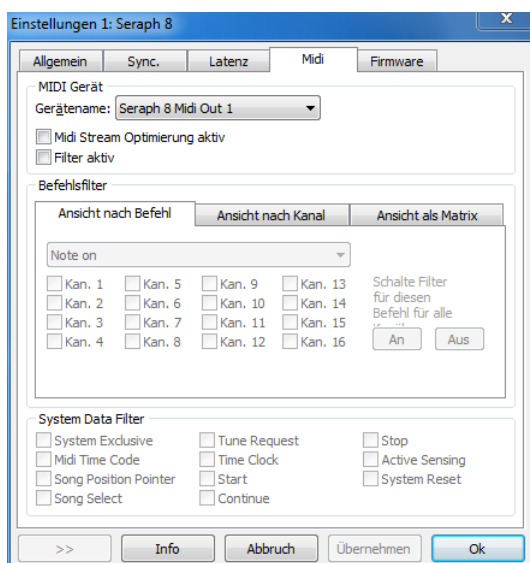 Einstellungen 1: Seraph 8
X
Allgemein Sync. Latenz Midi Firmware
MIDI Gerät
Gerätename: Seraph 8 Midi Out 1
Midi Stream Optimierung aktiv
Filter aktiv
Befehlsfilter
Ansicht nach Befehl Ansicht nach Kanal Ansicht als Matrix
Note on
Kan. 1 Kan. 5 Kan. 9 Kan. 13
Kan. 2 Kan. 6 Kan. 10 Kan. 14
Kan. 3 Kan. 7 Kan. 11 Kan. 15
Kan. 4 Kan. 8 Kan. 12 Kan. 16
Schalte Filter
für diesen
Befehl für alle
An Aus
System Data Filter
System Exclusive Tune Request Stop
Midi Time Code Time Clock Active Sensing
Song Position Pointer Start System Reset
Song Select Continue
>> Info Abbruch Übernehmen Ok